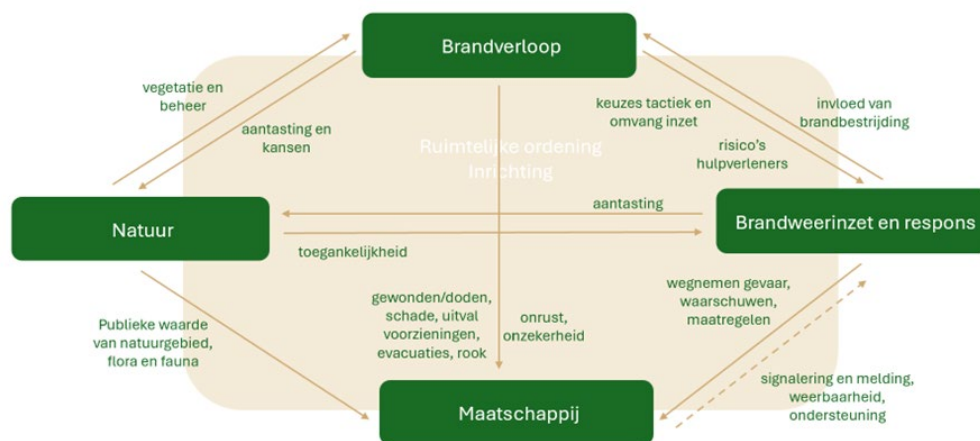 Brandverloop
vegetatie en
beheer
aantasting en
kansen
keuzes tactiek en
omvang inzet
invloed van
brandbestrijding
risico's
hulpverleners
Ruimtelijke ordening
Inrichting
Natuur
aantasting
toegankelijkheid
Brandweerinzet en respons
Publieke waarde
van natuurgebied,
flora en fauna
gewonden/doden,
schade, uitval
voorzieningen,
evacuaties, rook
onrust,
onzekerheid
wegnemen gevaar,
waarschuwen,
maatregelen
signalering en melding,
weerbaarheid,
ondersteuning
Maatschappij